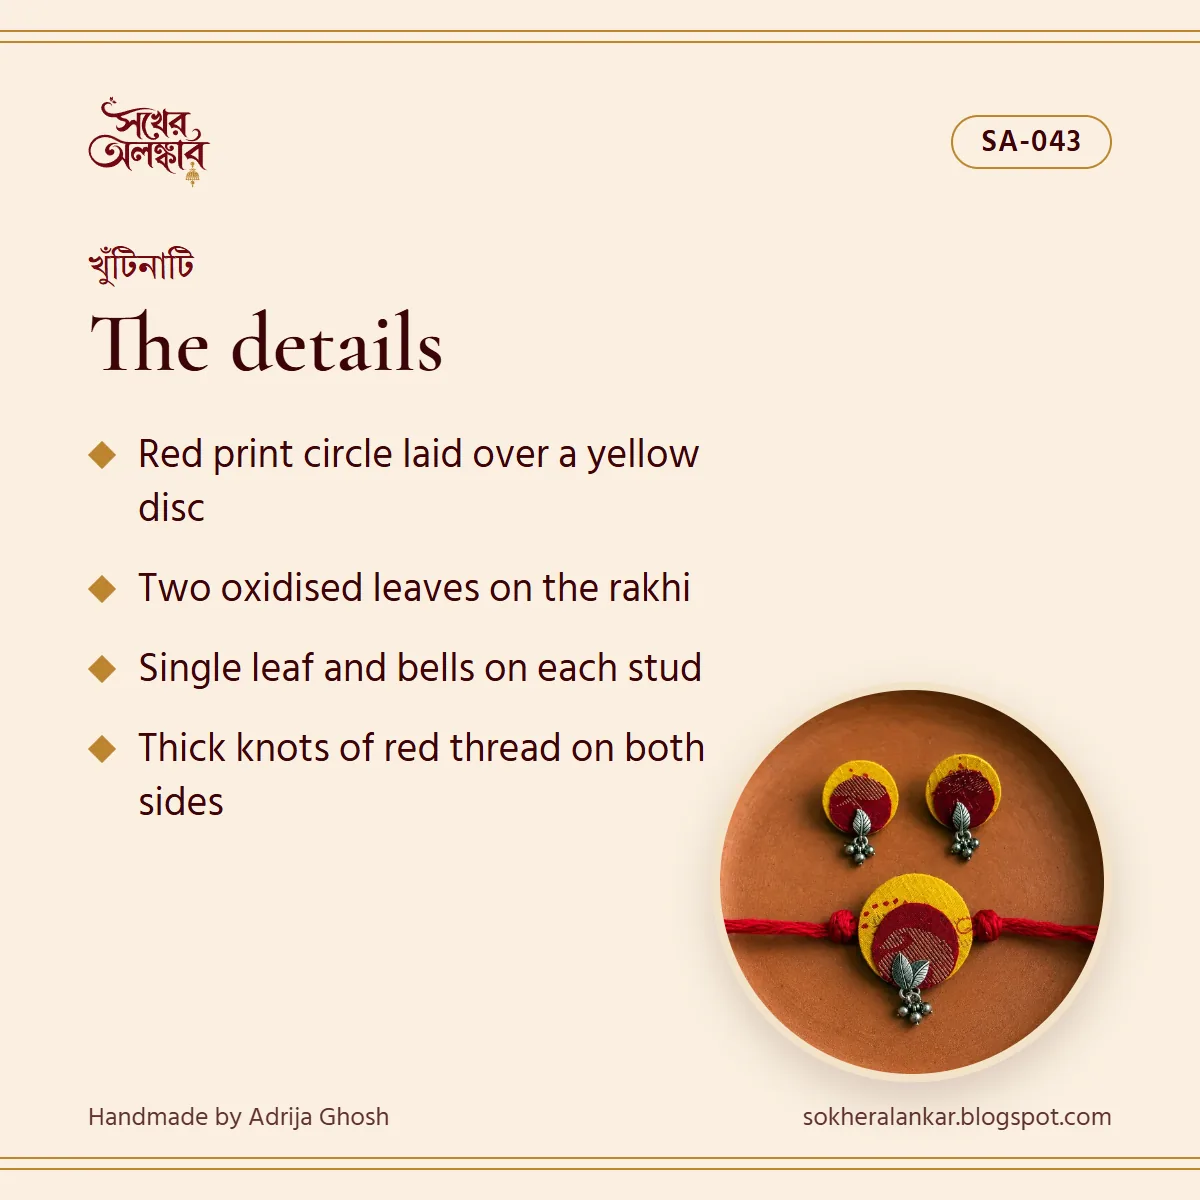 সখের
অলঙ্কার
SA-043
খুঁটিনাটি
The details
Red print circle laid over a yellow
disc
Two oxidised leaves on the rakhi
Single leaf and bells on each stud
Thick knots of red thread on both
sides
Handmade by Adrija Ghosh
sokheralankar.blogspot.com